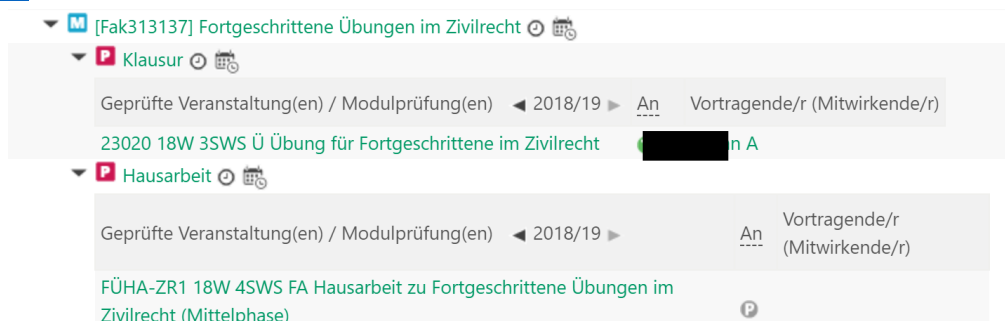 M [Fak313137] Fortgeschrittene Übungen im Zivilrecht
P Klausur
Geprüfte Veranstaltung(en) / Modulprüfung(en) ◄ 2018/19 ► An Vortragende/r (Mitwirkende/r)
23020 18W 3SWS Ü Übung für Fortgeschrittene im Zivilrecht n A
P Hausarbeit
Geprüfte Veranstaltung(en) / Modulprüfung(en) ◄ 2018/19 ► An Vortragende/r
(Mitwirkende/r)
FÜHA-ZR1 18W 4SWS FA Hausarbeit zu Fortgeschrittene Übungen im
Zivilrecht (Mittelphase) P